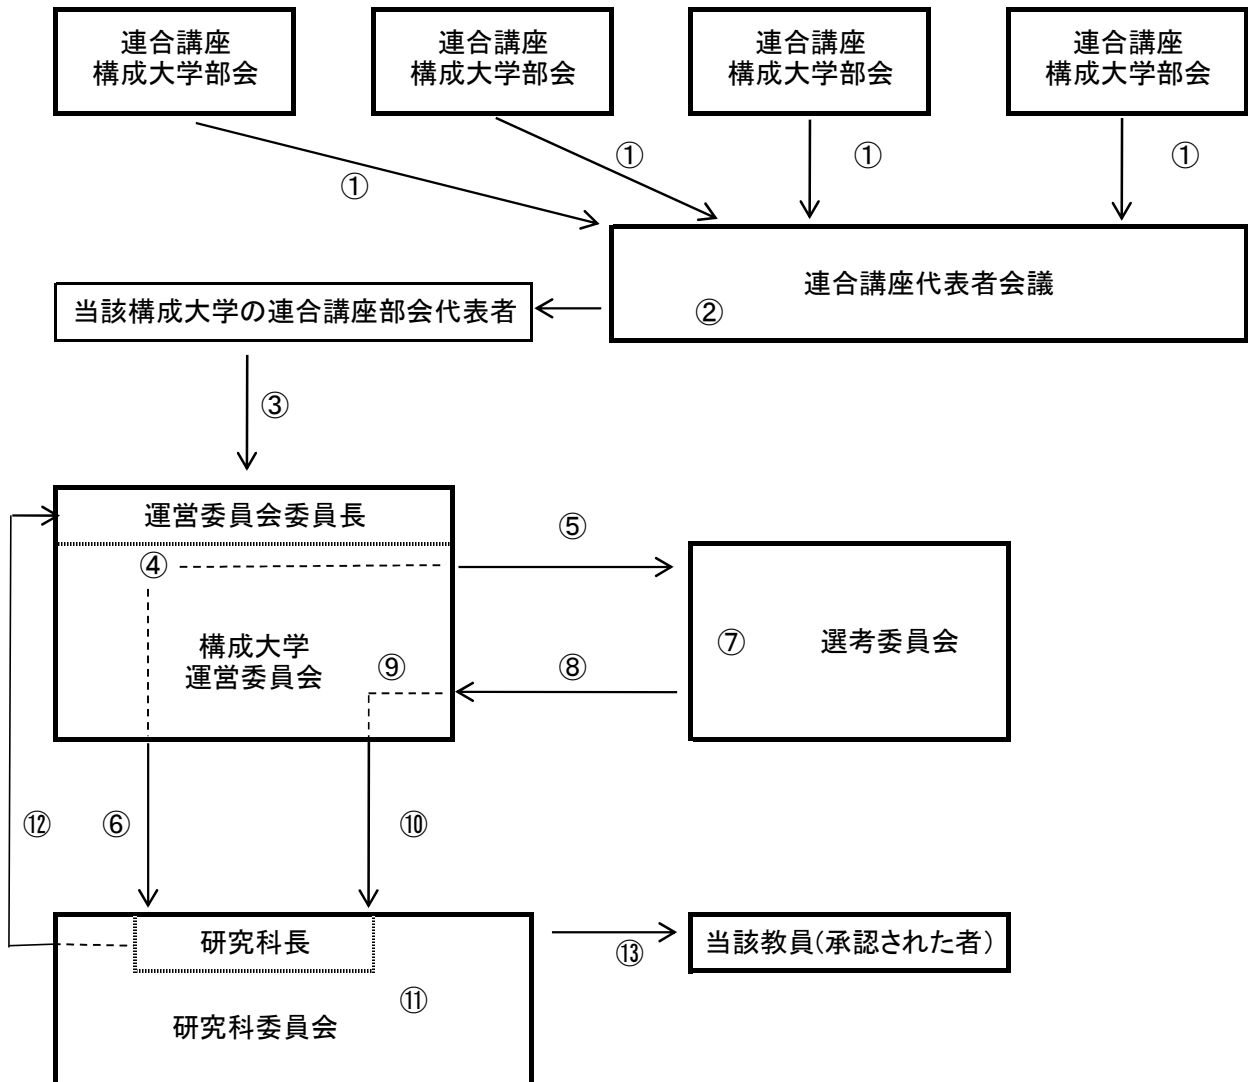 連合講座
構成大学部会
連合講座
構成大学部会
連合講座
構成大学部会
連合講座
構成大学部会
①
①
①
①
連合講座代表者会議
②
当該構成大学の連合講座部会代表者
③
運営委員会委員長
④
⑤
構成大学
運営委員会
⑨
⑦
選考委員会
⑧
⑫
⑥
⑩
研究科長
⑪
研究科委員会
⑬
当該教員(承認された者)